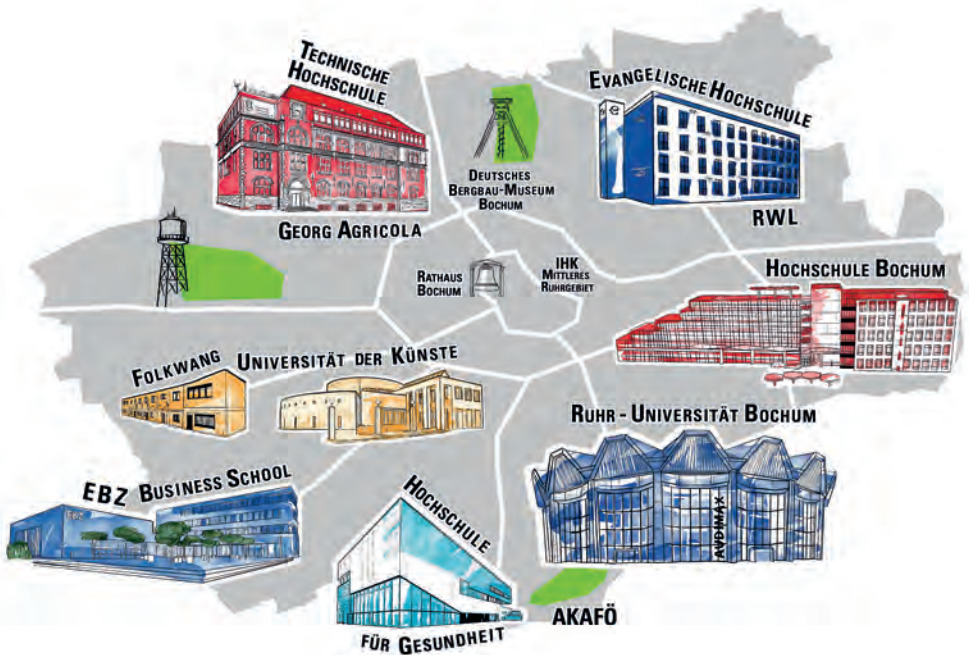 TECHNISCHE
HOCHSCHULE
GEORG AGRICOLA
EVANGELISCHE HOCHSCHULE
RWL
DEUTSCHES
BERGBAU-MUSEUM
BOCHUM
RATHAUS
BOCHUM
IHK
MITTLERES
RUHRGEBIET
HOCHSCHULE BOCHUM
FOLKWANG UNIVERSITÄT DER KÜNSTE
RUHR-UNIVERSITÄT BOCHUM
AUDIMAX
EBZ BUSINESS SCHOOL
EBZ
HOCHSCHULE
FÜR GESUNDHEIT
AKAFÖ